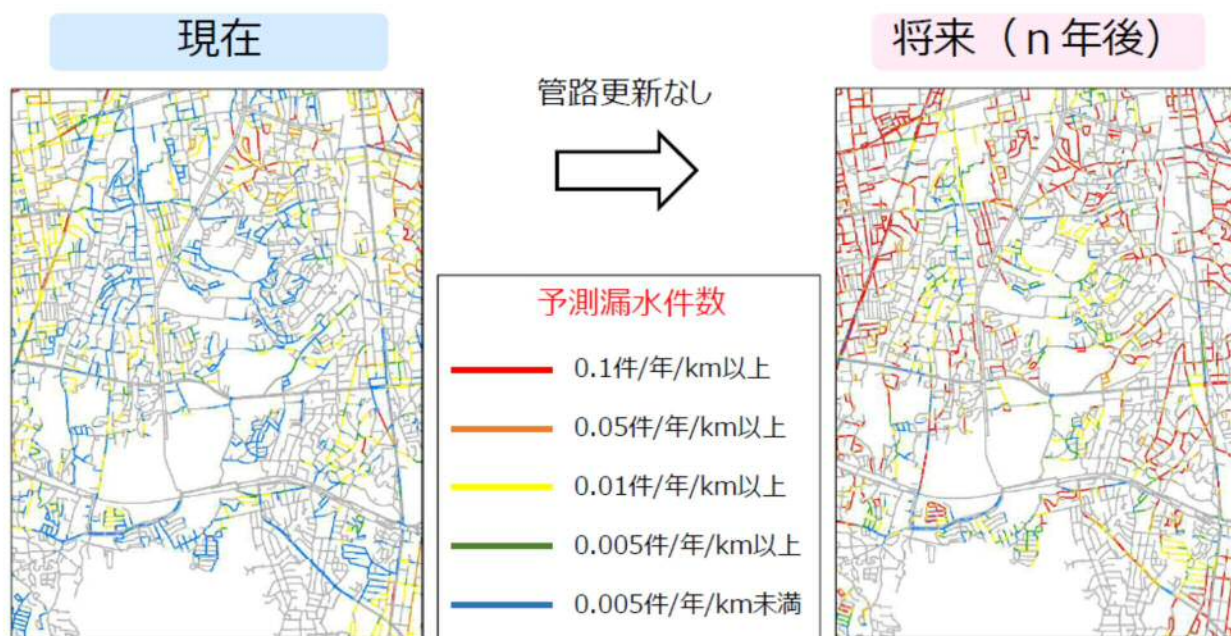 現在
管路更新なし
将来（ｎ年後）
予測漏水件数
0.1件/年/km以上
0.05件/年/km以上
0.01件/年/km以上
0.005件/年/km以上
0.005件/年/km未満